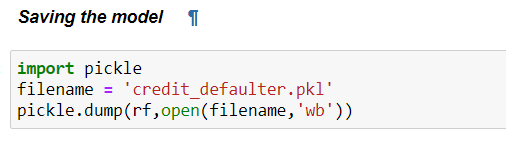 Saving the model ¶
import pickle
filename = 'credit_defaulter.pkl'
pickle.dump(rf,open(filename,'wb'))